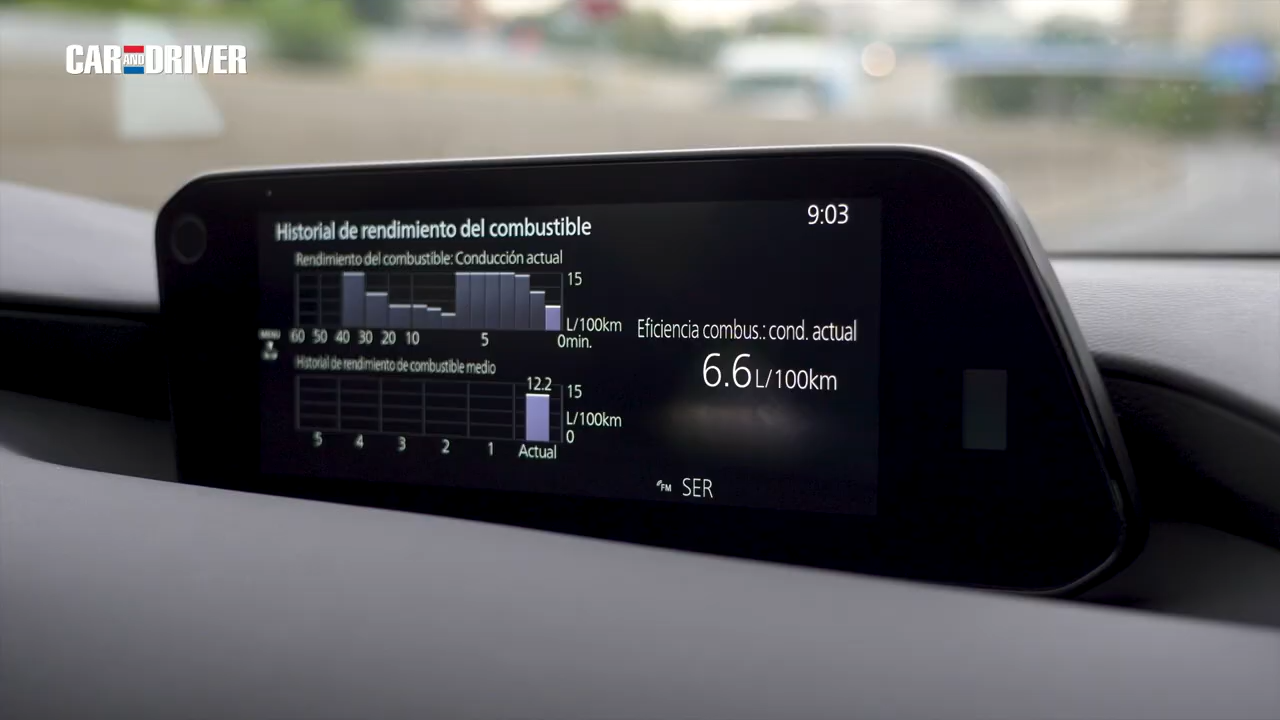 CAR AND DRIVER
9:03
Historial de rendimiento del combustible
Rendimiento del combustible: Conducción actual
15
L/100km
60 50 40 30 20 10 5 0min.
MENU
Eficiencia combus.: cond. actual
6.6 L/100km
Historial de rendimiento de combustible medio
12.2
15
L/100km
0
5 4 3 2 1 Actual
FM SER